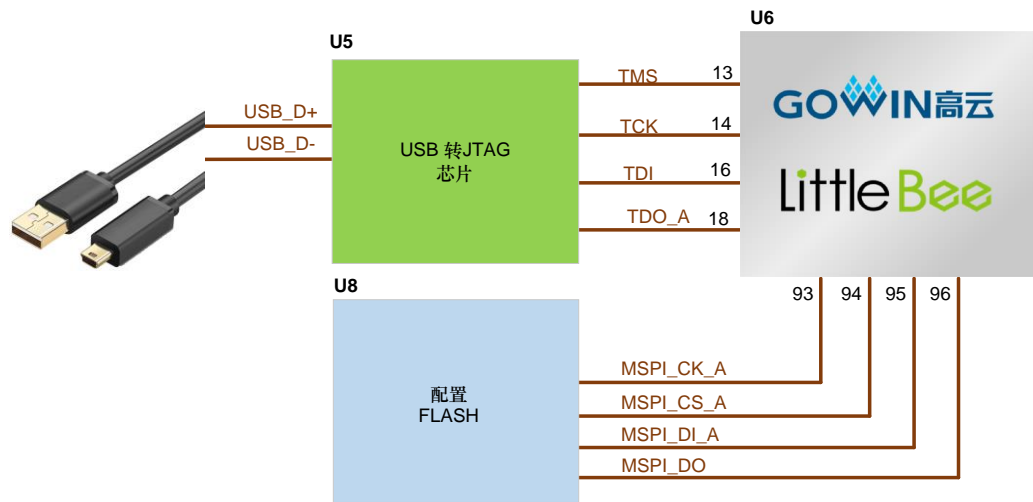 U5
U6
USB_D+
USB_D-
USB 转JTAG
芯片
TMS
13
TCK
14
TDI
16
TDO_A
18
GOWIN高云
LittleBee
U8
93
94
95
96
配置
FLASH
MSPI_CK_A
MSPI_CS_A
MSPI_DI_A
MSPI_DO